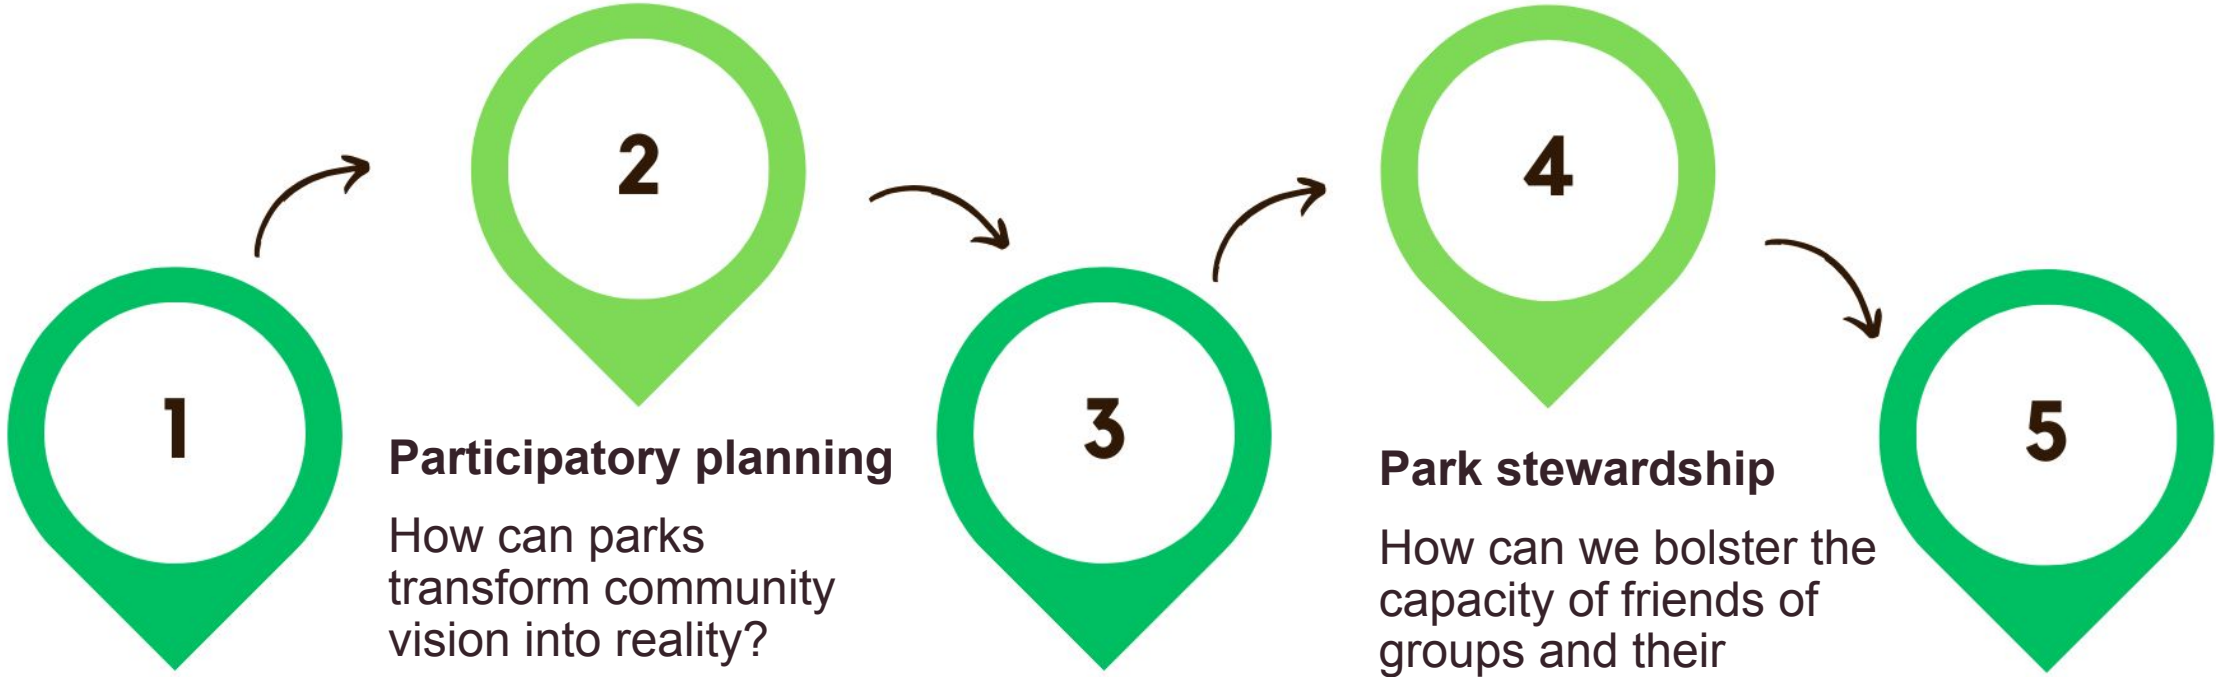 1
2
Participatory planning
How can parks
transform community
vision into reality?
3
4
Park stewardship
How can we bolster the
capacity of friends of
groups and their
5